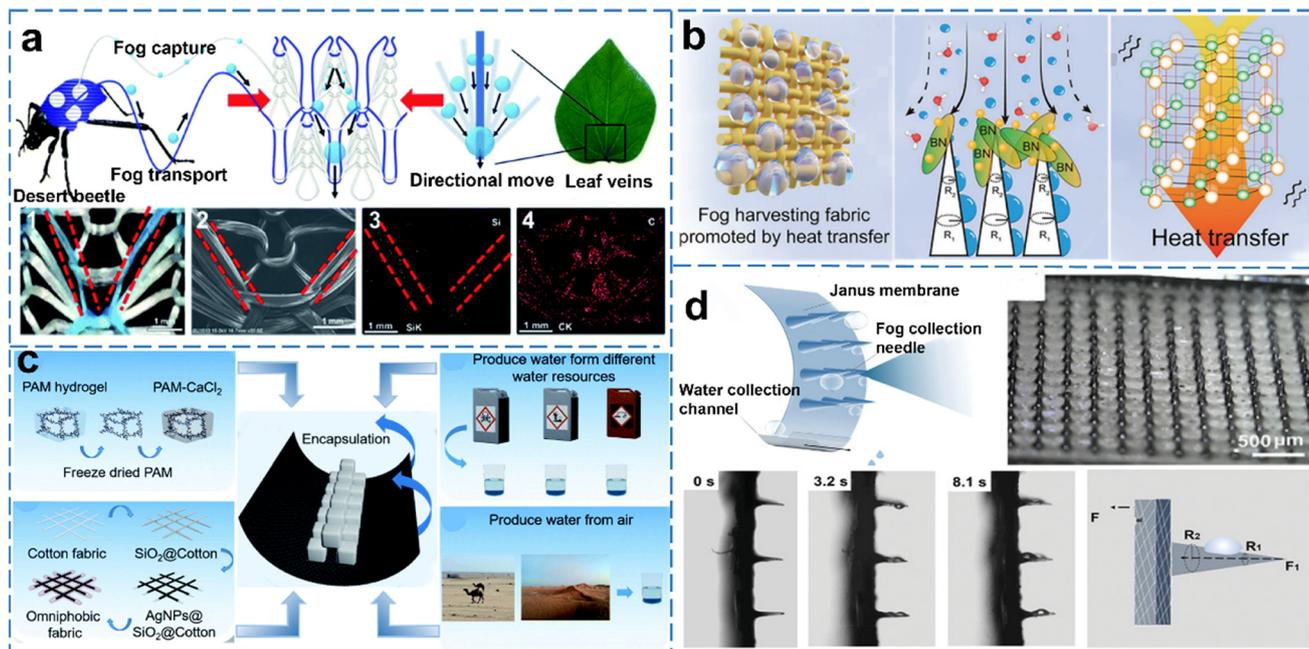 a
Fog capture
Fog transport
Desert beetle
Directional move
Leaf veins
1
1 mm
2
1 mm
3
Si
1 mm
SiK
4
C
1 mm
CK
b
Fog harvesting fabric
promoted by heat transfer
BN
BN
BN
BN
R₂
R₂
R₂
R₁
R₁
R₁
Heat transfer
c
PAM hydrogel
PAM-CaCl₂
Freeze dried PAM
Cotton fabric
SiO₂@Cotton
Omniphobic
fabric
AgNPs@
SiO₂@Cotton
Encapsulation
Produce water form different
water resources
Produce water from air
d
Janus membrane
Fog collection
needle
Water collection
channel
500 μm
0 s
3.2 s
8.1 s
F
R₂
R₁
F₁